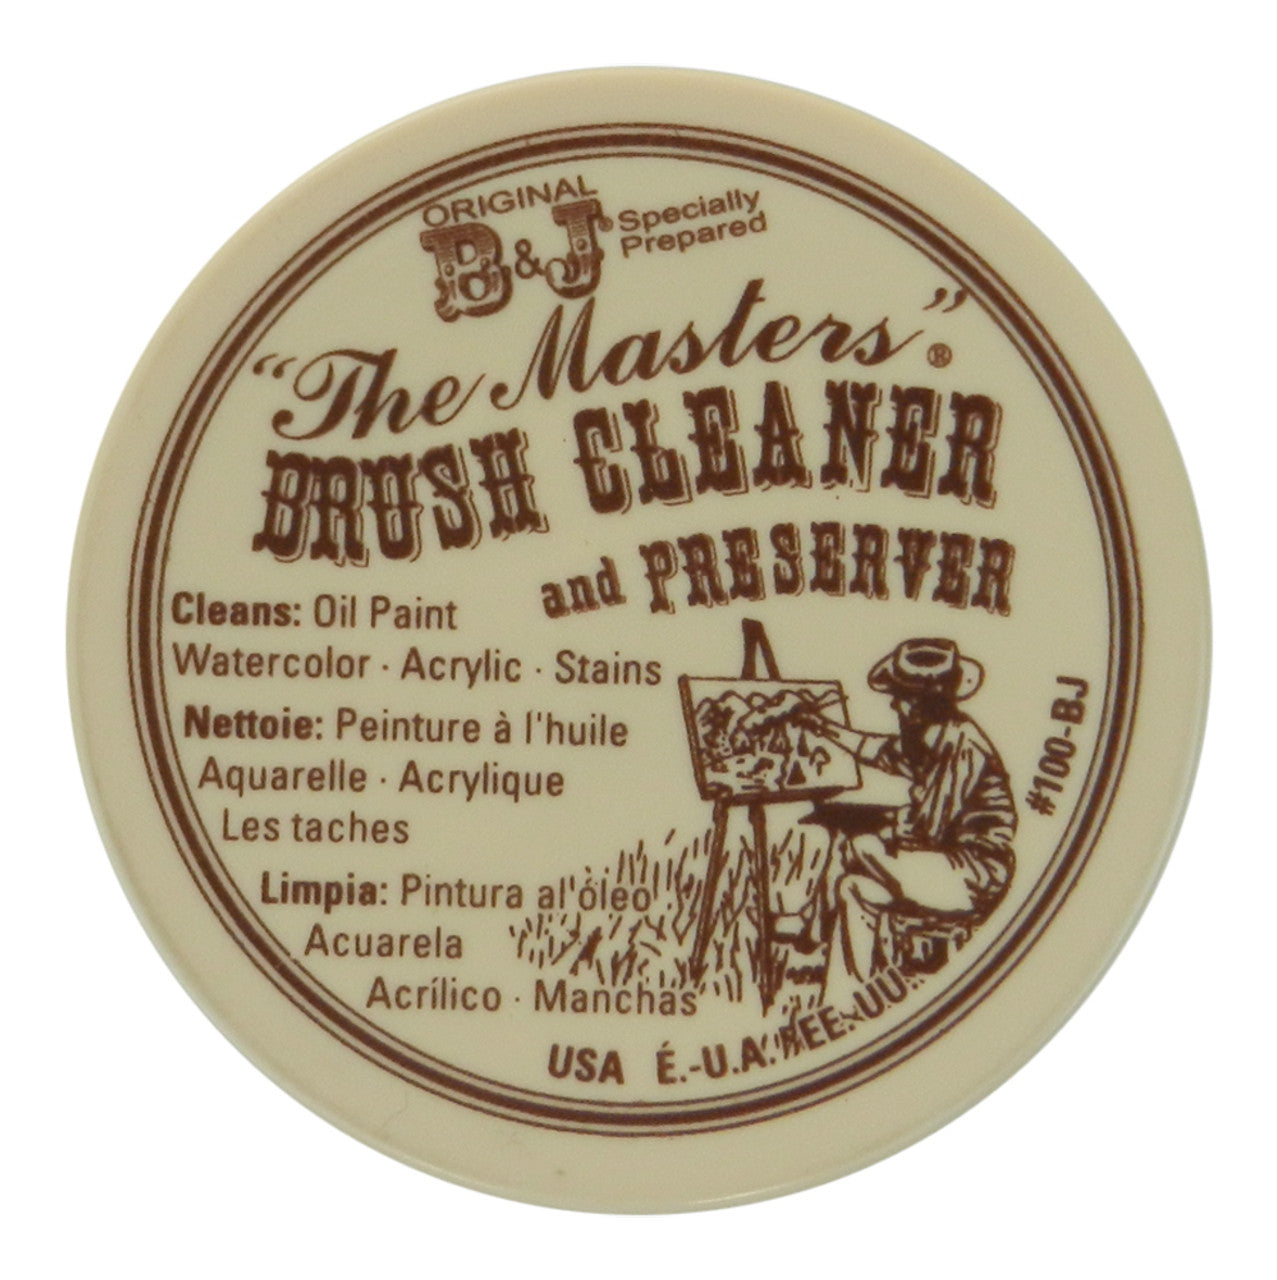 ORIGINAL
B&J® Specially
Prepared
"The Masters"®
BRUSH CLEANER
and PRESERVER
Cleans: Oil Paint
Watercolor · Acrylic · Stains
Nettoie: Peinture à l'huile
Aquarelle · Acrylique
Les taches
Limpia: Pintura al'óleo
Acuarela
Acrílico · Manchas
USA É.-U.A. EE. UU.
#100-BJ